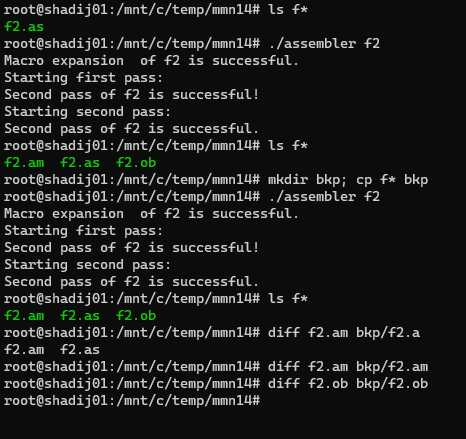 root@shadij01:/mnt/c/temp/mmn14# ls f*
f2.as
root@shadij01:/mnt/c/temp/mmn14# ./assembler f2
Macro expansion  of f2 is successful.
Starting first pass:
Second pass of f2 is successful!
Starting second pass:
Second pass of f2 is successful.
root@shadij01:/mnt/c/temp/mmn14# ls f*
f2.am  f2.as  f2.ob
root@shadij01:/mnt/c/temp/mmn14# mkdir bkp; cp f* bkp
root@shadij01:/mnt/c/temp/mmn14# ./assembler f2
Macro expansion  of f2 is successful.
Starting first pass:
Second pass of f2 is successful!
Starting second pass:
Second pass of f2 is successful.
root@shadij01:/mnt/c/temp/mmn14# ls f*
f2.am  f2.as  f2.ob
root@shadij01:/mnt/c/temp/mmn14# diff f2.am bkp/f2.a
f2.am  f2.as
root@shadij01:/mnt/c/temp/mmn14# diff f2.am bkp/f2.am
root@shadij01:/mnt/c/temp/mmn14# diff f2.ob bkp/f2.ob
root@shadij01:/mnt/c/temp/mmn14#